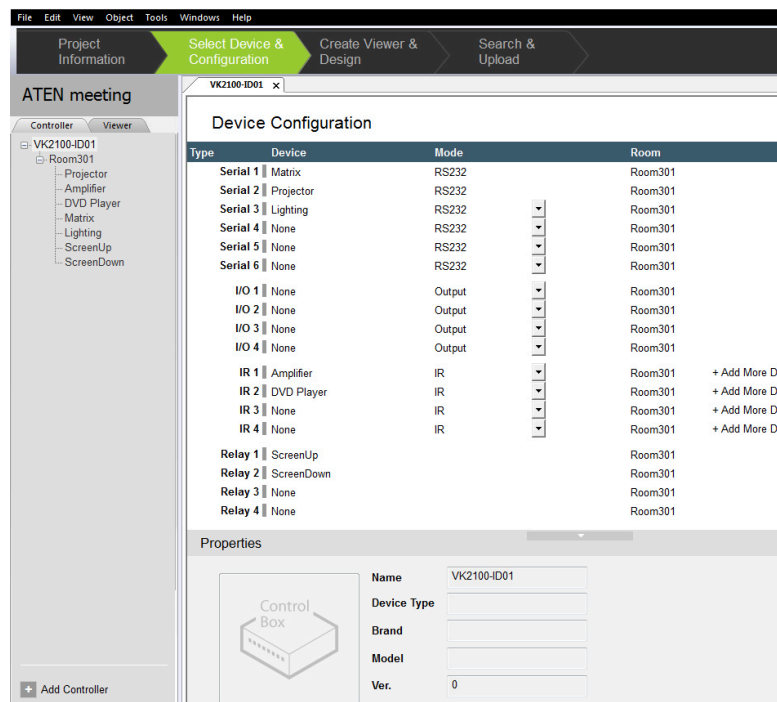 File Edit View Object Tools Windows Help
Project Information
Select Device & Configuration
Create Viewer & Design
Search & Upload
ATEN meeting
VK2100-ID01 x
Controller Viewer
VK2100-ID01
Room301
Projector
Amplifier
DVD Player
Matrix
Lighting
ScreenUp
ScreenDown
Add Controller
Device Configuration
Type Device Mode Room
Serial 1 Matrix RS232 Room301
Serial 2 Projector RS232 Room301
Serial 3 Lighting RS232 Room301
Serial 4 None RS232 Room301
Serial 5 None RS232 Room301
Serial 6 None RS232 Room301
I/O 1 None Output Room301
I/O 2 None Output Room301
I/O 3 None Output Room301
I/O 4 None Output Room301
IR 1 Amplifier IR Room301 + Add More D
IR 2 DVD Player IR Room301 + Add More D
IR 3 None IR Room301 + Add More D
IR 4 None IR Room301 + Add More D
Relay 1 ScreenUp Room301
Relay 2 ScreenDown Room301
Relay 3 None Room301
Relay 4 None Room301
Properties
Control Box
Name VK2100-ID01
Device Type
Brand
Model
Ver. 0